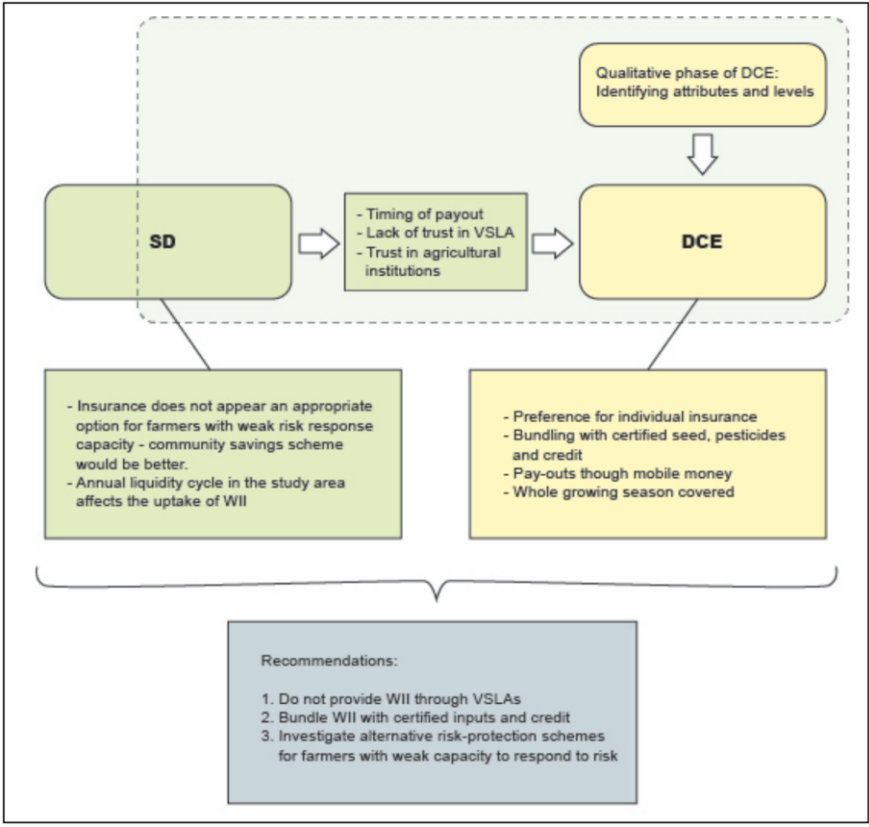 Qualitative phase of DCE:
Identifying attributes and levels
SD
- Timing of payout
- Lack of trust in VSLA
- Trust in agricultural
institutions
DCE
- Insurance does not appear an appropriate
option for farmers with weak risk response
capacity - community savings scheme
would be better.
- Annual liquidity cycle in the study area
affects the uptake of WII
- Preference for individual insurance
- Bundling with certified seed, pesticides
and credit
- Pay-outs though mobile money
- Whole growing season covered
Recommendations:
1. Do not provide WII through VSLAs
2. Bundle WII with certified inputs and credit
3. Investigate alternative risk-protection schemes
for farmers with weak capacity to respond to risk